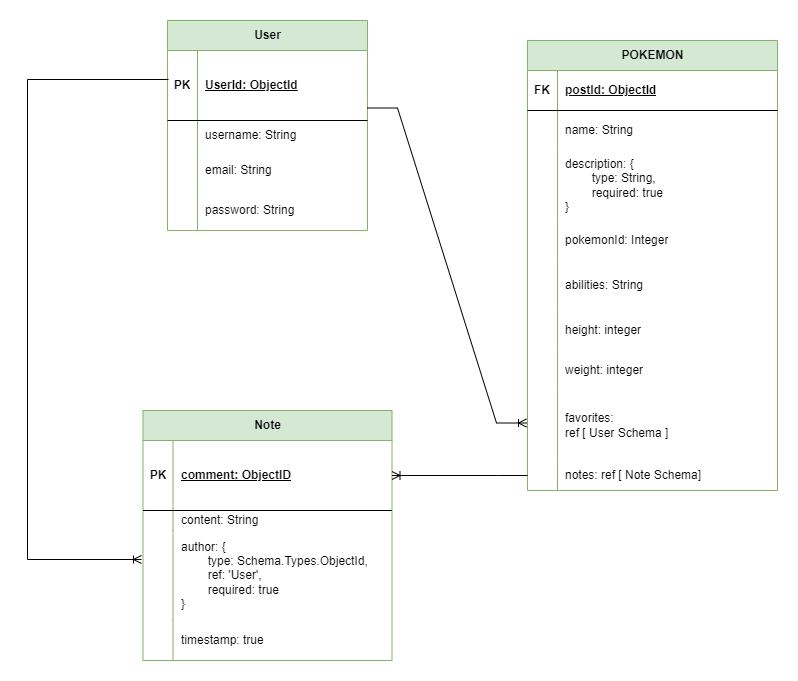 User
PK
UserId: ObjectId
username: String
email: String
password: String
POKEMON
FK
postId: ObjectId
name: String
description: {
type: String,
required: true
}
pokemonId: Integer
abilities: String
height: integer
weight: integer
favorites:
ref [ User Schema ]
notes: ref [ Note Schema]
Note
PK
comment: ObjectID
content: String
author: {
type: Schema.Types.ObjectId,
ref: 'User',
required: true
}
timestamp: true